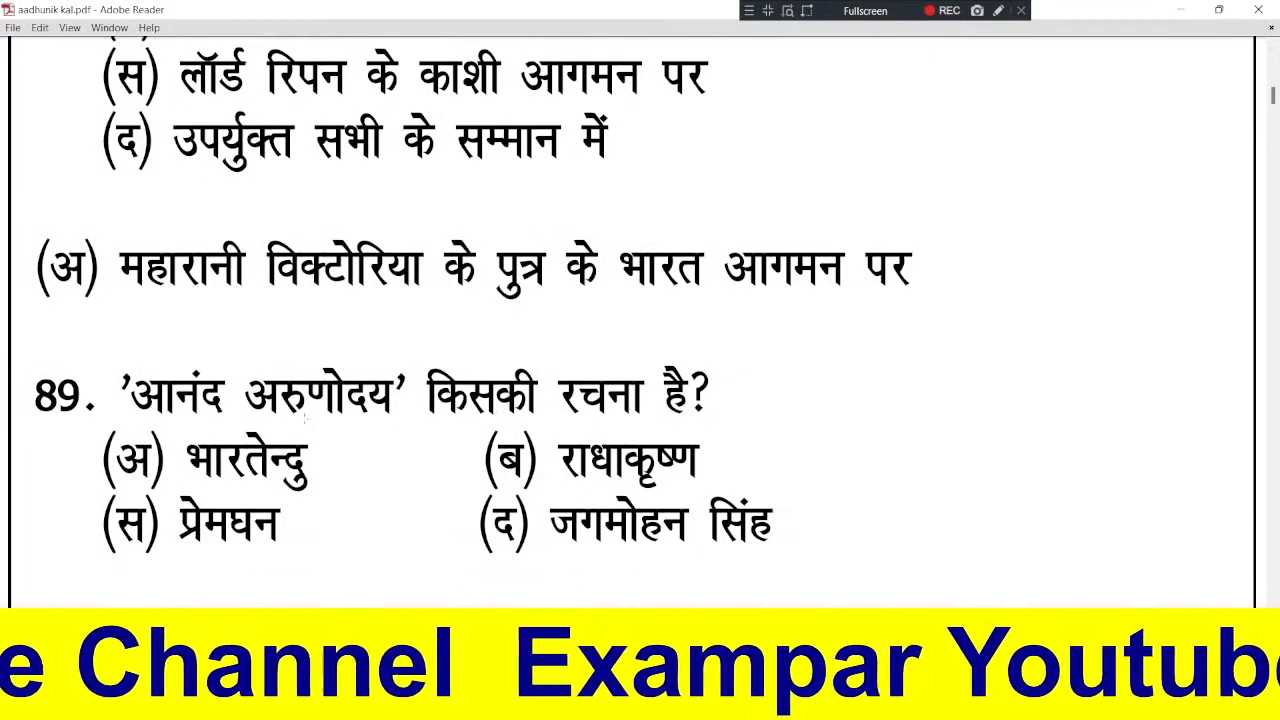 aadhunik kal.pdf - Adobe Reader
Fullscreen REC
File Edit View Window Help
(स) लॉर्ड रिपन के काशी आगमन पर
(द) उपर्युक्त सभी के सम्मान में
(अ) महारानी विक्टोरिया के पुत्र के भारत आगमन पर
89. 'आनंद अरुणोदय' किसकी रचना है?
(अ) भारतेन्दु (ब) राधाकृष्ण
(स) प्रेमघन (द) जगमोहन सिंह
e Channel Exampar Youtube